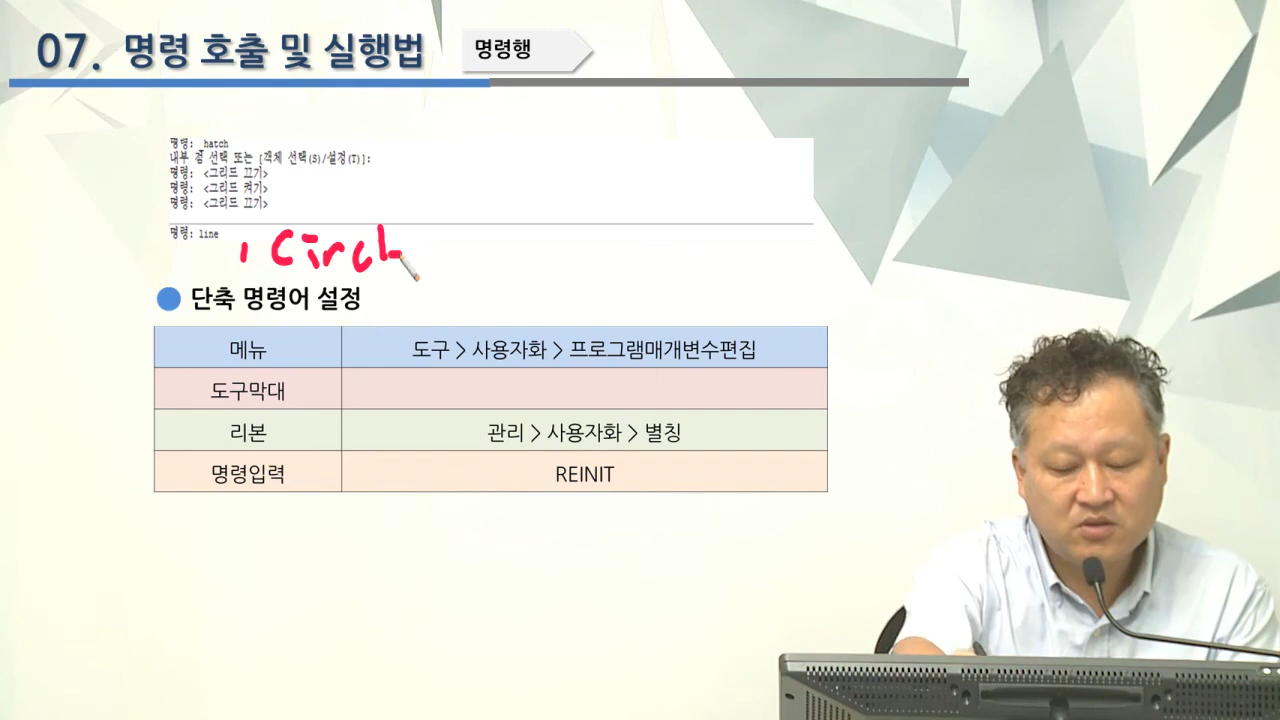 07. 명령 호출 및 실행법
명령행
명령: _hatch
내부 점 선택 또는 [객체 선택(S)/설정(T)]:
명령: <그리드 끄기>
명령: <그리드 켜기>
명령: <그리드 끄기>
명령: line
, Circl
단축 명령어 설정
메뉴 도구 > 사용자화 > 프로그램매개변수편집
도구막대
리본 관리 > 사용자화 > 별칭
명령입력 REINIT